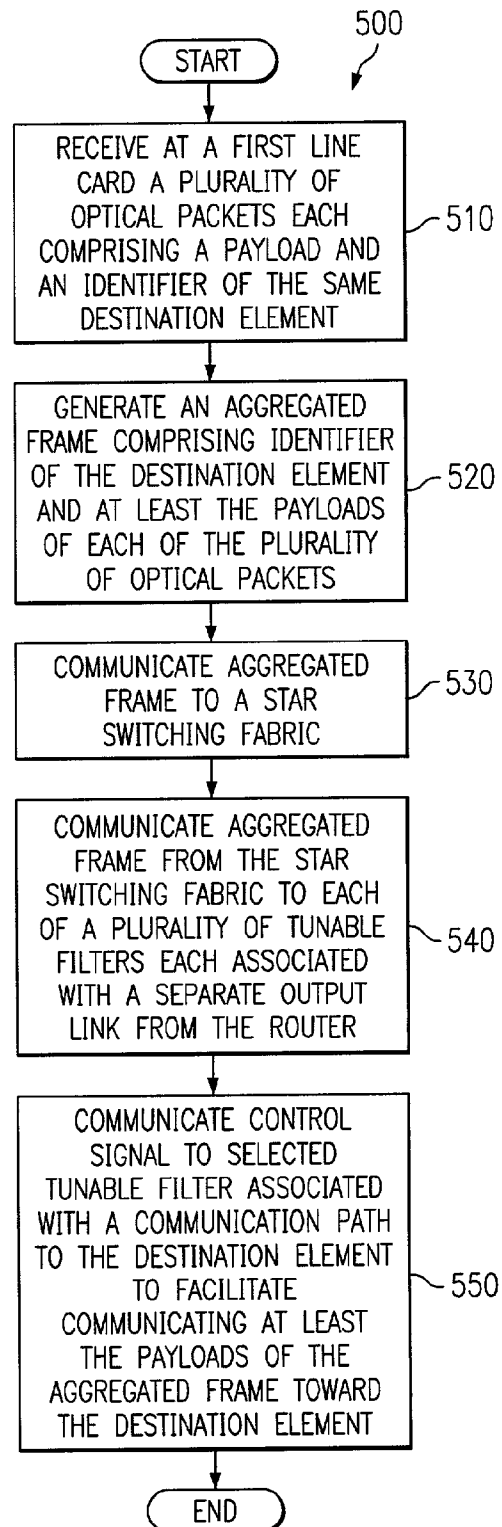 500
START
RECEIVE AT A FIRST LINE
CARD A PLURALITY OF
OPTICAL PACKETS EACH
COMPRISING A PAYLOAD AND
AN IDENTIFIER OF THE SAME
DESTINATION ELEMENT
510
GENERATE AN AGGREGATED
FRAME COMPRISING IDENTIFIER
OF THE DESTINATION ELEMENT
AND AT LEAST THE PAYLOADS
OF EACH OF THE PLURALITY
OF OPTICAL PACKETS
520
COMMUNICATE AGGREGATED
FRAME TO A STAR
SWITCHING FABRIC
530
COMMUNICATE AGGREGATED
FRAME FROM THE STAR
SWITCHING FABRIC TO EACH
OF A PLURALITY OF TUNABLE
FILTERS EACH ASSOCIATED
WITH A SEPARATE OUTPUT
LINK FROM THE ROUTER
540
COMMUNICATE CONTROL
SIGNAL TO SELECTED
TUNABLE FILTER ASSOCIATED
WITH A COMMUNICATION PATH
TO THE DESTINATION ELEMENT
TO FACILITATE
COMMUNICATING AT LEAST
THE PAYLOADS OF THE
AGGREGATED FRAME TOWARD
THE DESTINATION ELEMENT
550
END